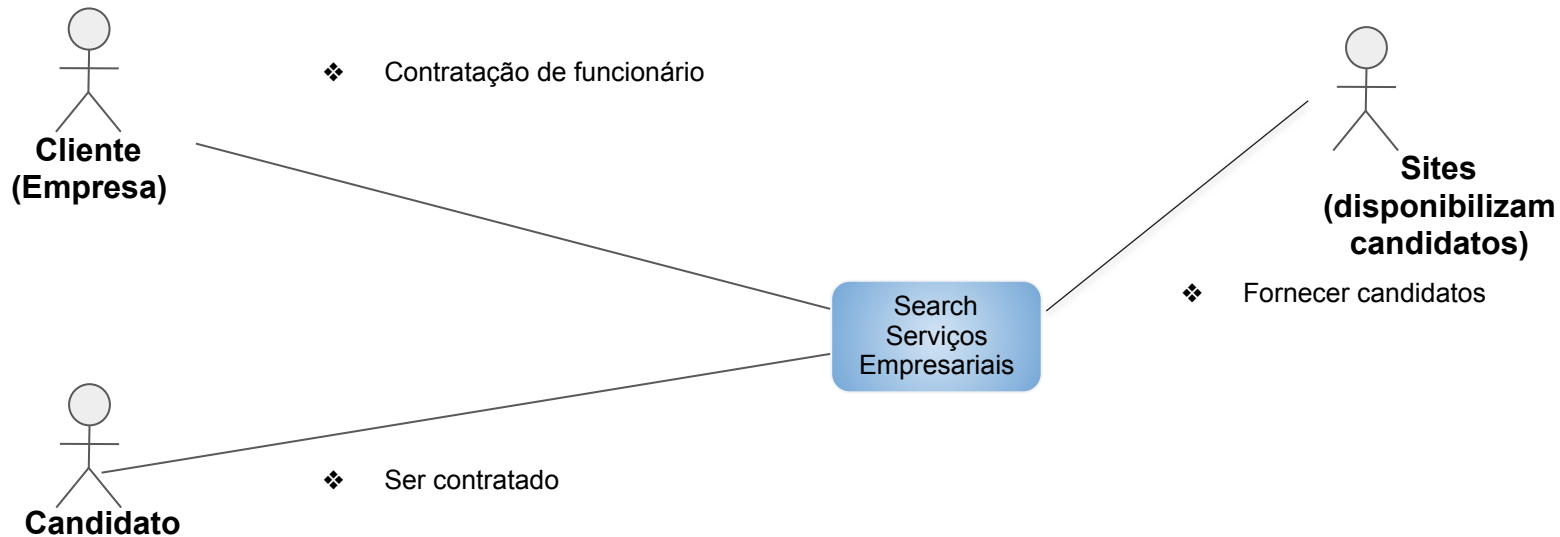 ❖ Contratação de funcionário
Cliente
(Empresa)
Sites
(disponibilizam
candidatos)
❖ Fornecer candidatos
Search
Serviços
Empresariais
❖ Ser contratado
Candidato